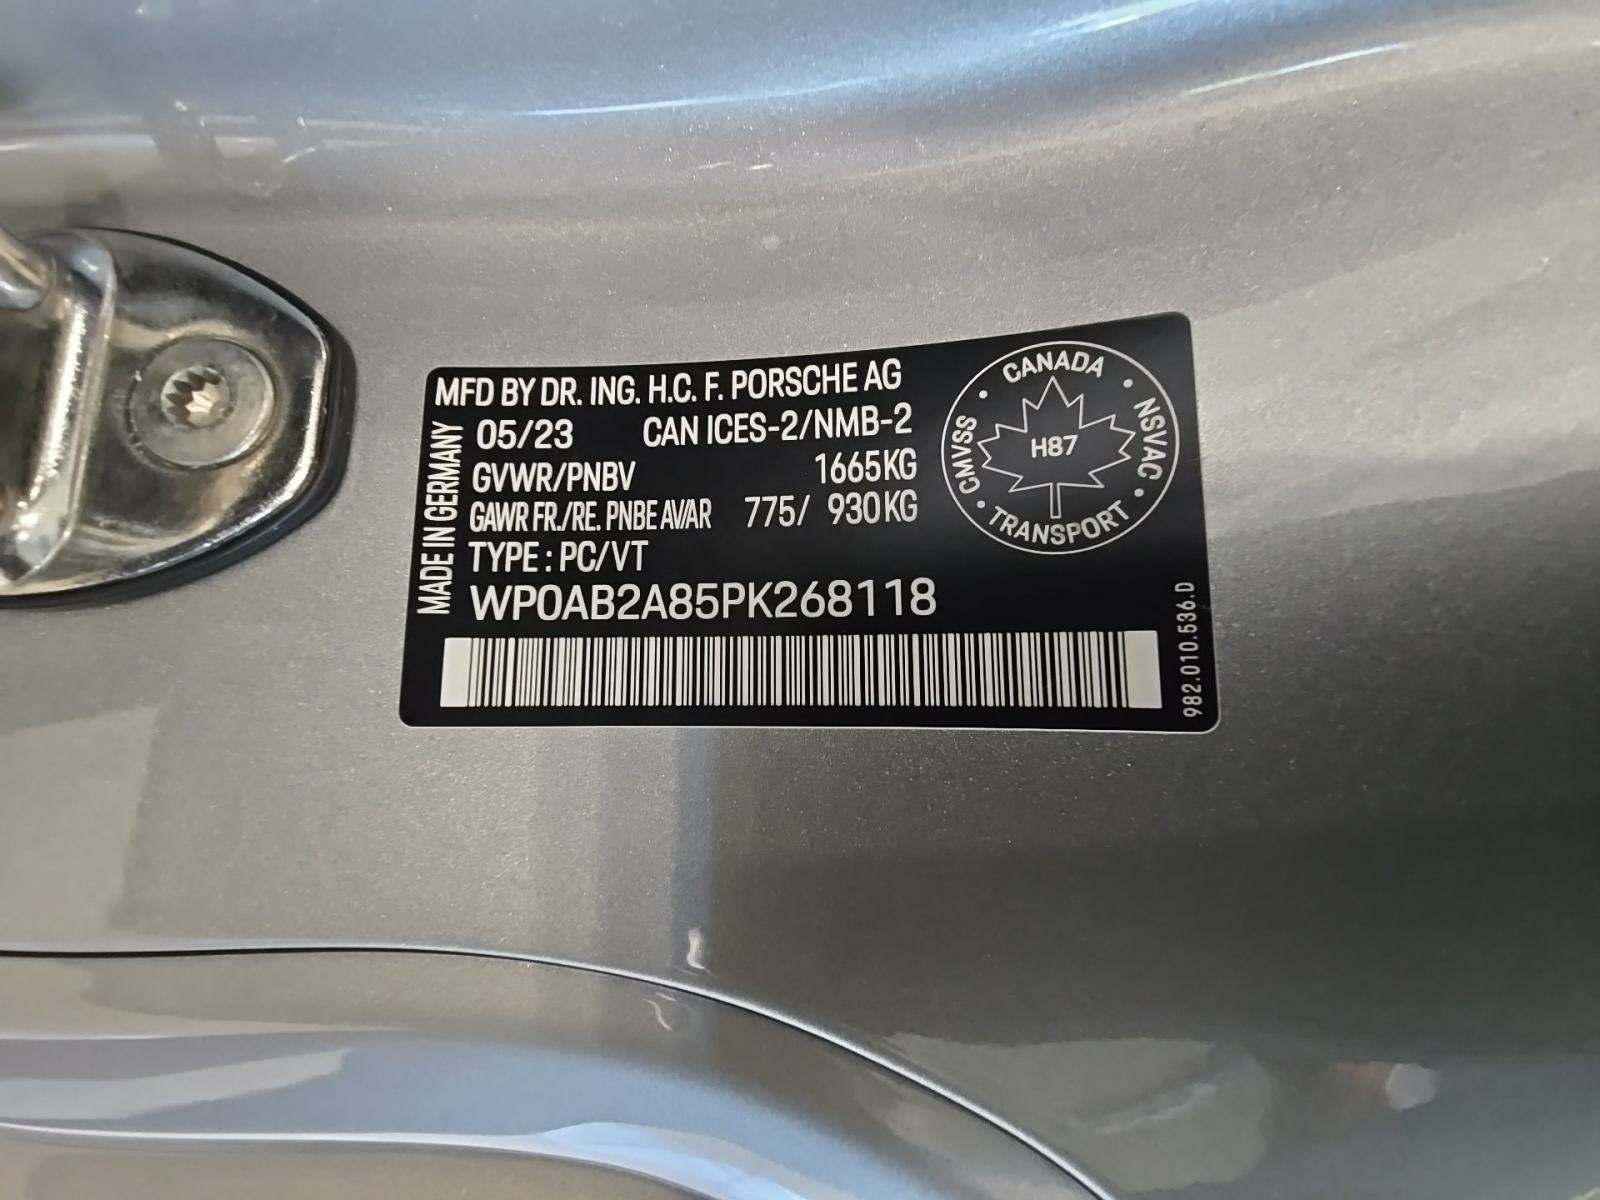 MFD BY DR. ING. H.C. F. PORSCHE AG
05/23 CAN ICES-2/NMB-2
GVWR/PNBV 1665KG
GAWR FR./RE. PNBE AV/AR 775/ 930KG
TYPE : PC/VT
WP0AB2A85PK268118
MADE IN GERMANY
CANADA
H87
CMVSS • NSVAC
TRANSPORT
982.010.536.D